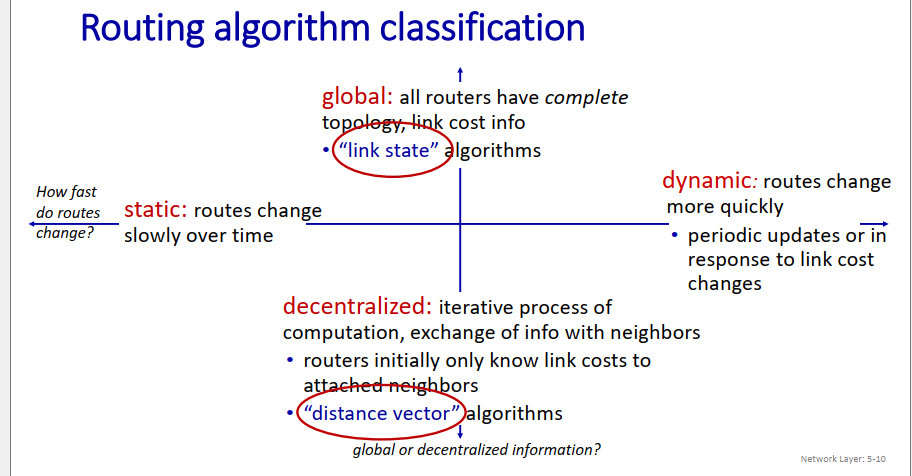 Routing algorithm classification
global: all routers have complete
topology, link cost info
• “link state” algorithms
How fast
do routes
change?
static: routes change
slowly over time
dynamic: routes change
more quickly
• periodic updates or in
response to link cost
changes
decentralized: iterative process of
computation, exchange of info with neighbors
• routers initially only know link costs to
attached neighbors
• “distance vector” algorithms
global or decentralized information?
Network Layer: 5-10